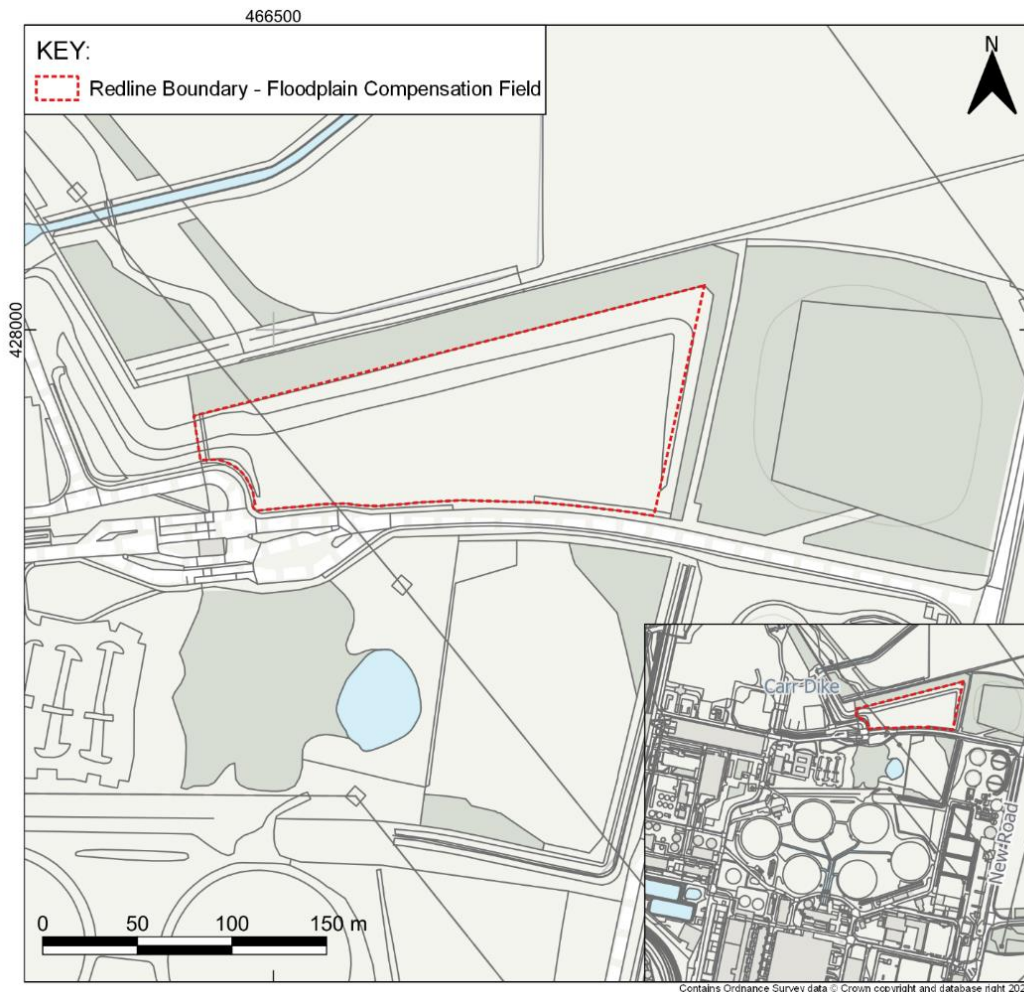 466500
KEY:
Redline Boundary - Floodplain Compensation Field
N
428000
Carr Dike
New Road
0 50 100 150 m
Contains Ordnance Survey data © Crown copyright and database right